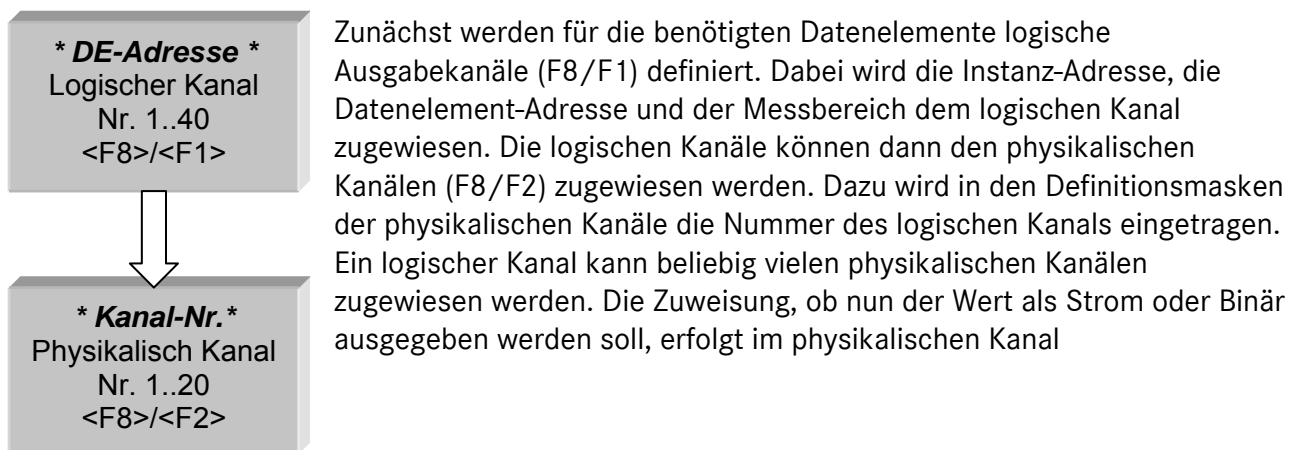 * DE-Adresse *
Logischer Kanal
Nr. 1..40
<F8>/<F1>
* Kanal-Nr.*
Physikalisch Kanal
Nr. 1..20
<F8>/<F2>
Zunächst werden für die benötigten Datenelemente logische
Ausgabekanäle (F8/F1) definiert. Dabei wird die Instanz-Adresse, die
Datenelement-Adresse und der Messbereich dem logischen Kanal
zugewiesen. Die logischen Kanäle können dann den physikalischen
Kanälen (F8/F2) zugewiesen werden. Dazu wird in den Definitionsmasken
der physikalischen Kanäle die Nummer des logischen Kanals eingetragen.
Ein logischer Kanal kann beliebig vielen physikalischen Kanälen
zugewiesen werden. Die Zuweisung, ob nun der Wert als Strom oder Binär
ausgegeben werden soll, erfolgt im physikalischen Kanal